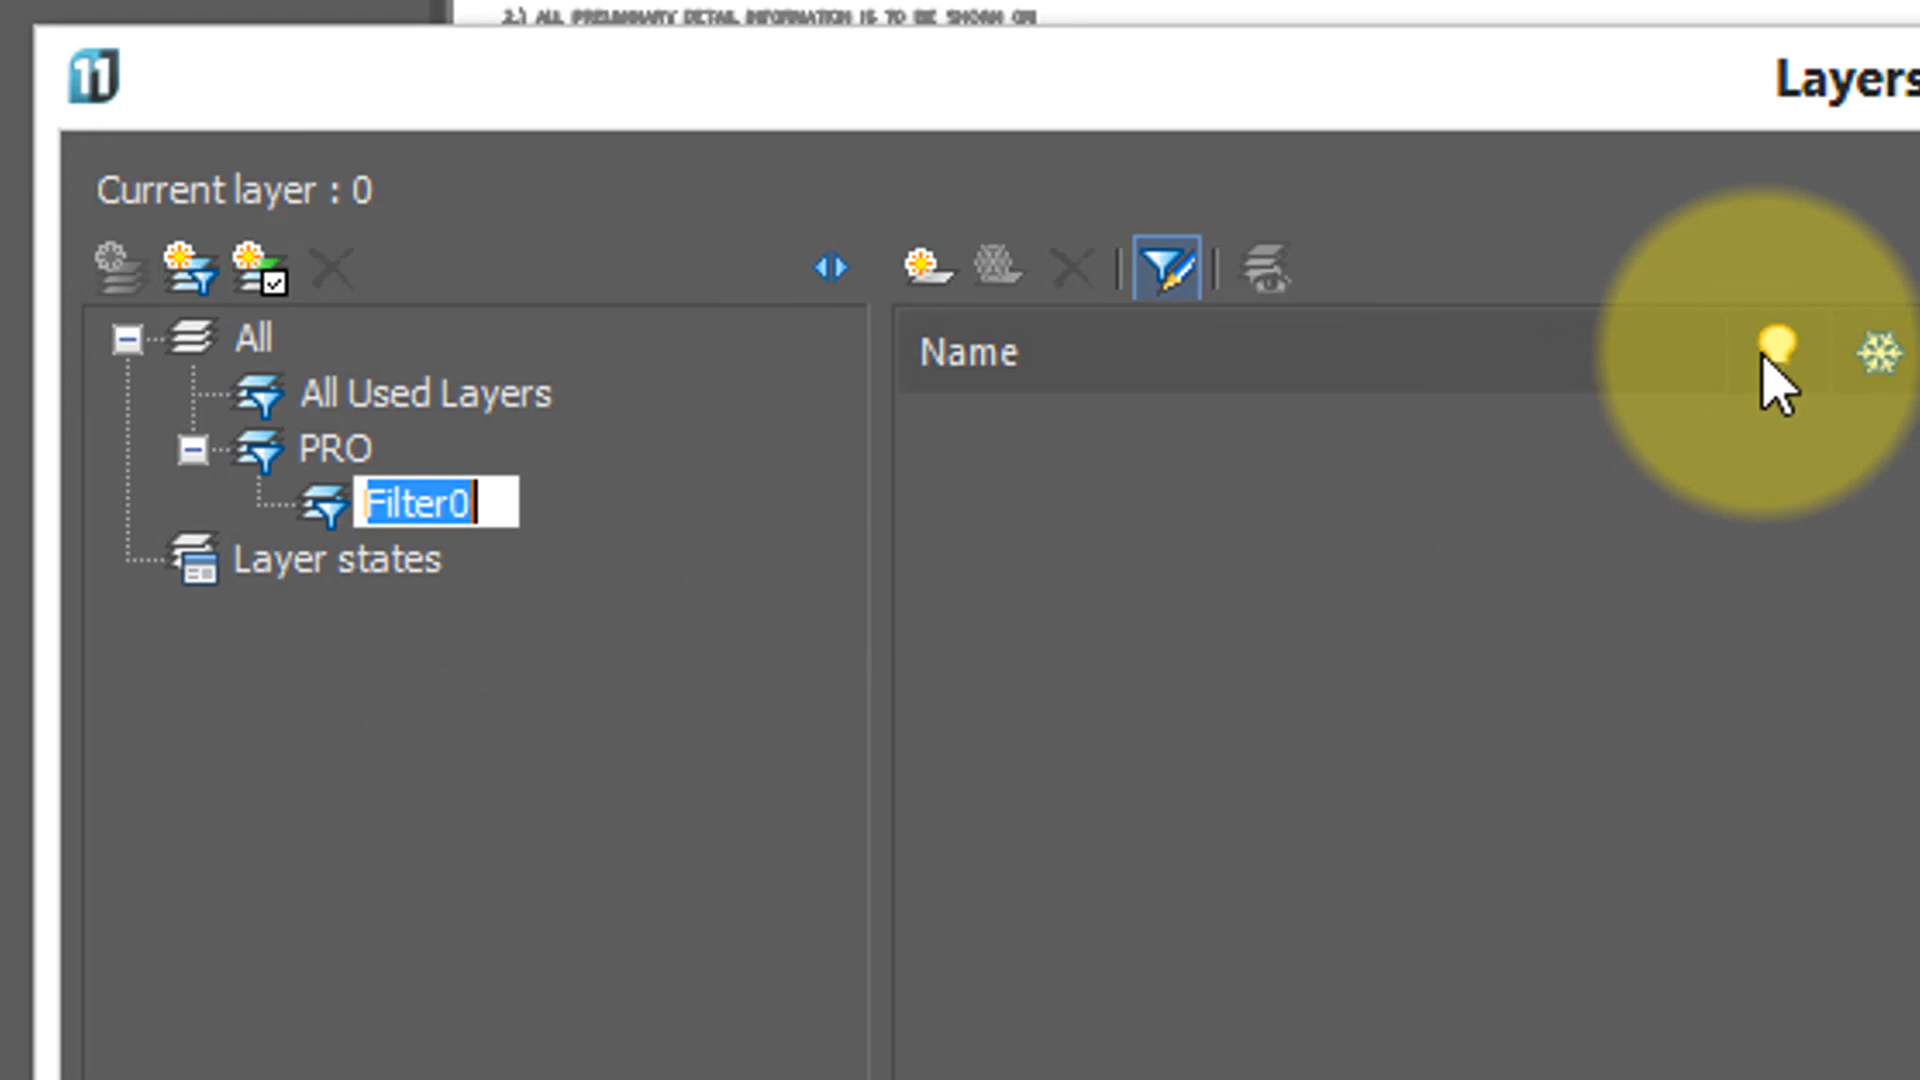 2.) ALL PRELIMINARY DETAIL INFORMATION IS TO BE SHOWN ON
11
Layers
Current layer : 0
All
Name
All Used Layers
PRO
Filter0
Layer states